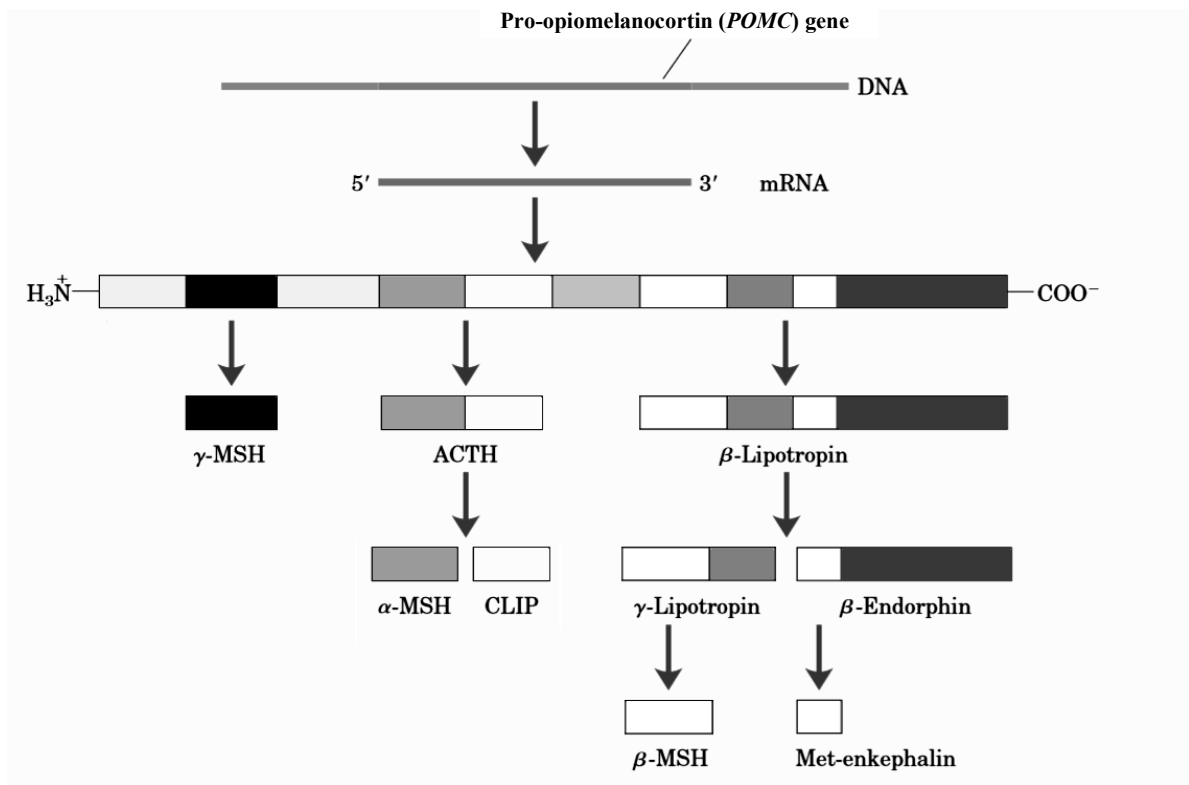 Pro-opiomelanocortin (POMC) gene
DNA
5′ 3′ mRNA
H₃N⁺ COO⁻
γ-MSH ACTH β-Lipotropin
α-MSH CLIP γ-Lipotropin β-Endorphin
β-MSH Met-enkephalin